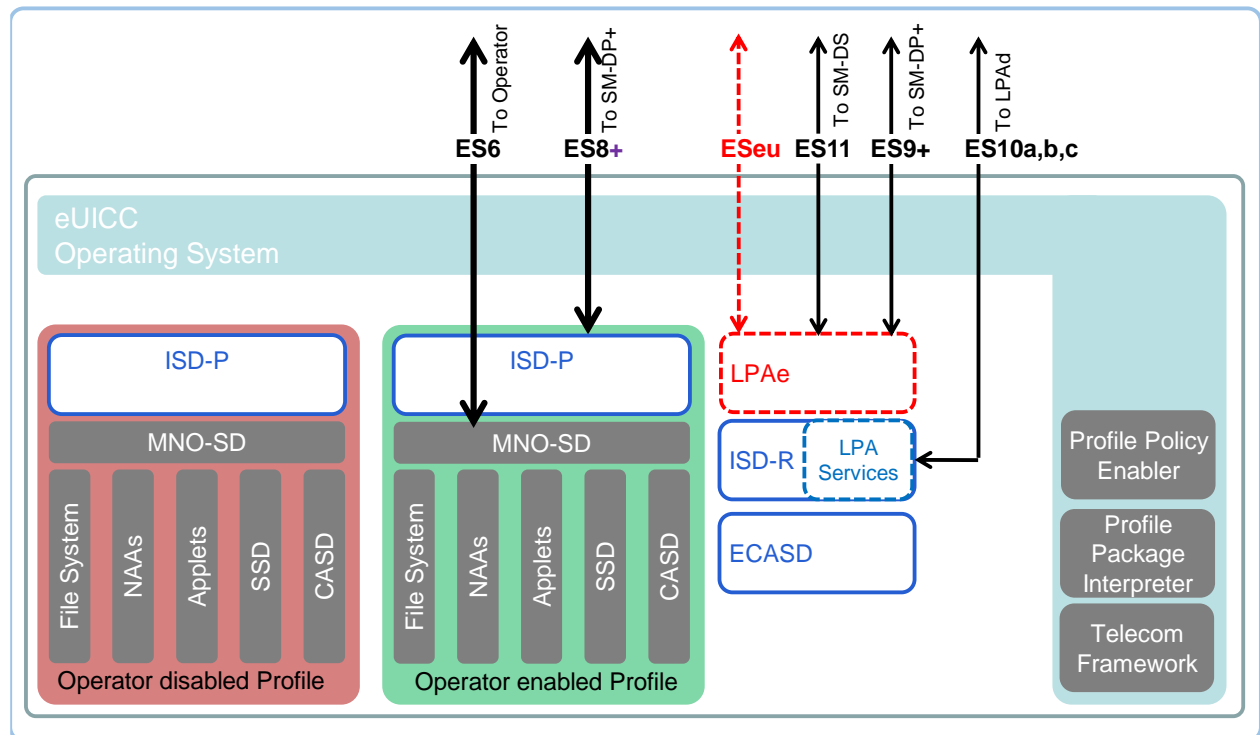 To Operator
To SM-DP+
To SM-DS
To SM-DP+
To LPAd
ES6
ES8+
ESeu
ES11
ES9+
ES10a,b,c
eUICC
Operating System
ISD-P
MNO-SD
File System
NAAs
Applets
SSD
CASD
Operator disabled Profile
ISD-P
MNO-SD
File System
NAAs
Applets
SSD
CASD
Operator enabled Profile
LPAe
ISD-R
LPA
Services
ECASD
Profile Policy
Enabler
Profile
Package
Interpreter
Telecom
Framework